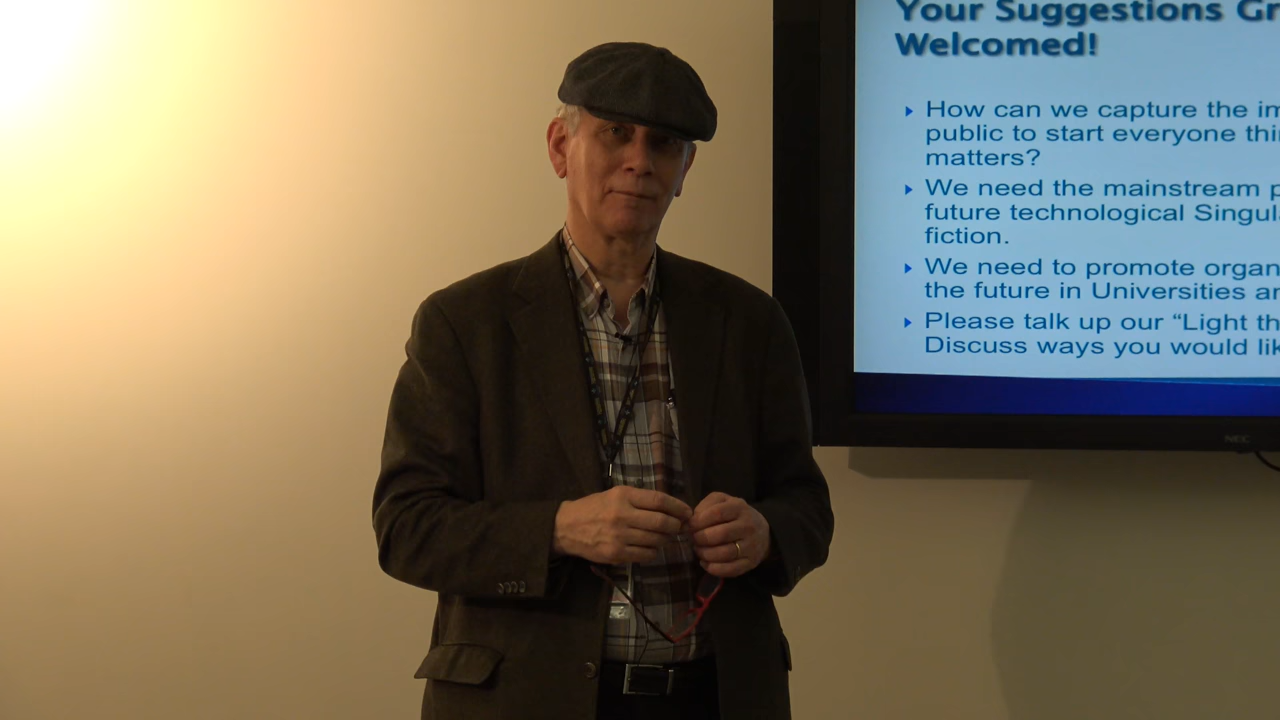 Your Suggestions Gr
Welcomed!
How can we capture the im
public to start everyone thi
matters?
We need the mainstream p
future technological Singul
fiction.
We need to promote organ
the future in Universities a
Please talk up our “Light th
Discuss ways you would lik
NEC